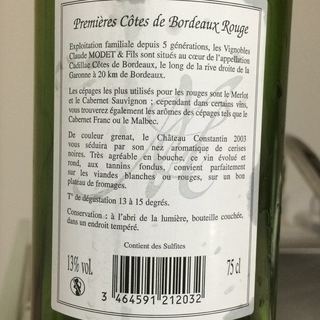 Premières Côtes de Bordeaux Rouge
Exploitation familiale depuis 5 générations, les Vignobles
Claude MODET & Fils sont situés au cœur de l'appellation
Cadillac Côtes de Bordeaux, le long de la rive droite de la
Garonne à 20 km de Bordeaux.
Les cépages les plus utilisés pour les rouges sont le Merlot
et le Cabernet Sauvignon ; cependant dans certains vins,
vous trouverez également les arômes des cépages tels que le
Cabernet Franc ou le Malbec.
De couleur grenat, le Château Constantin 2003
vous séduira par son nez aromatique de cerises
noires. Très agréable en bouche, ce vin évolué et
rond, aux tannins fondus, convient parfaitement
sur les viandes blanches ou rouges, sur un bon
plateau de fromages.
T° de dégustation 13 à 15 degrés.
Conservation : à l'abri de la lumière, bouteille couchée,
dans un endroit tempéré.
Contient des Sulfites
13% vol.
75 cl
3 464591 212032